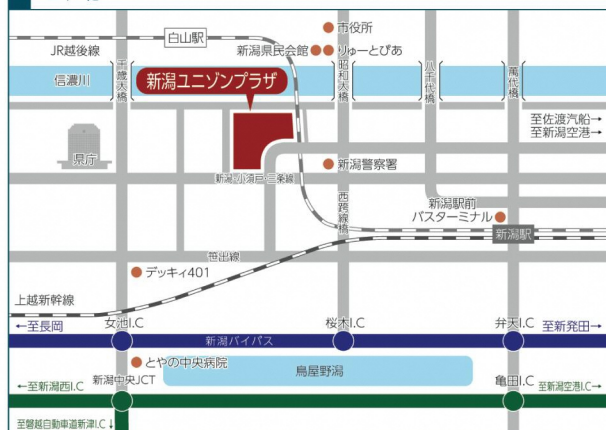 市役所
白山駅
JR越後線
新潟県民会館
りゅーとぴあ
信濃川
千歳大橋
新潟ユニゾンプラザ
昭和大橋
八千代橋
萬代橋
至佐渡汽船→
至新潟空港→
県庁
新潟警察署
新潟小須戸三条線
西跨線橋
新潟駅前
バスターミナル
新潟駅
笹出線
デッキィ401
上越新幹線
←至長岡
女池I.C
新潟バイパス
桜木I.C
弁天I.C
至新発田→
とやの中央病院
鳥屋野潟
←至新潟西I.C
新潟中央JCT
亀田I.C
至新潟空港I.C→
至磐越自動車道新津I.C↓